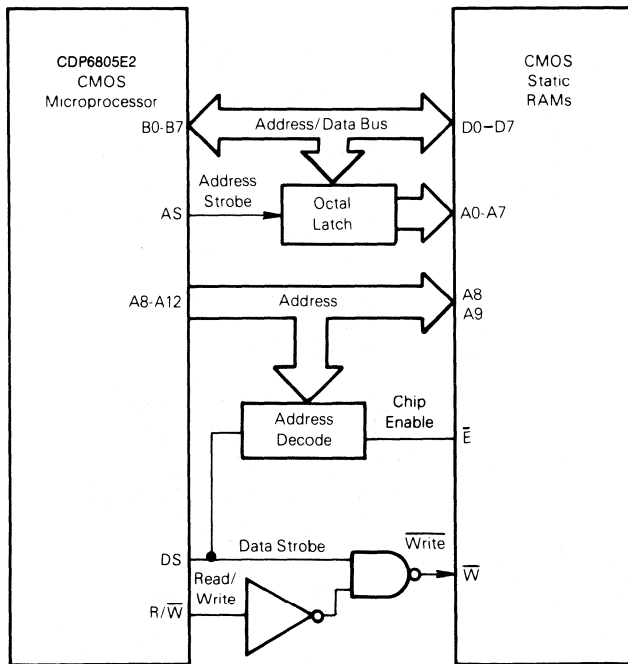 CDP6805E2
CMOS
Microprocessor
CMOS
Static
RAMs
B0-B7
Address/Data Bus
D0-D7
Address
Strobe
AS
Octal
Latch
A0-A7
A8-A12
Address
A8
A9
Address
Decode
Chip
Enable
E̅
DS
Data Strobe
W̅r̅i̅t̅e̅
W̅
Read/
Write
R/W̅